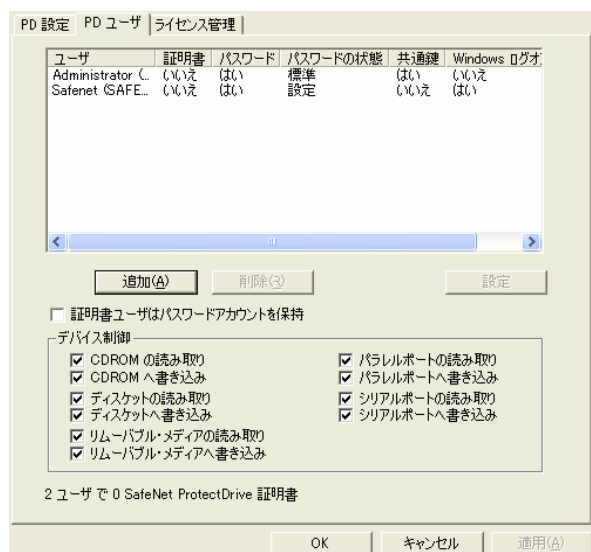 PD 設定 PD ユーザ ライセンス管理
ユーザ 証明書 パスワード パスワードの状態 共通鍵 Windows ログオ
Administrator (... いいえ はい 標準 はい いいえ
Safenet (SAFE... いいえ はい 設定 いいえ はい
追加(A) 削除(R) 設定
証明書ユーザはパスワードアカウントを保持
デバイス制御
CDROM の読み取り パラレルポートの読み取り
CDROM へ書き込み パラレルポートへ書き込み
ディスケットの読み取り シリアルポートの読み取り
ディスケットへ書き込み シリアルポートへ書き込み
リムーバブル・メディアの読み取り
リムーバブル・メディアへ書き込み
2 ユーザ で 0 SafeNet ProtectDrive 証明書
OK キャンセル 適用(A)